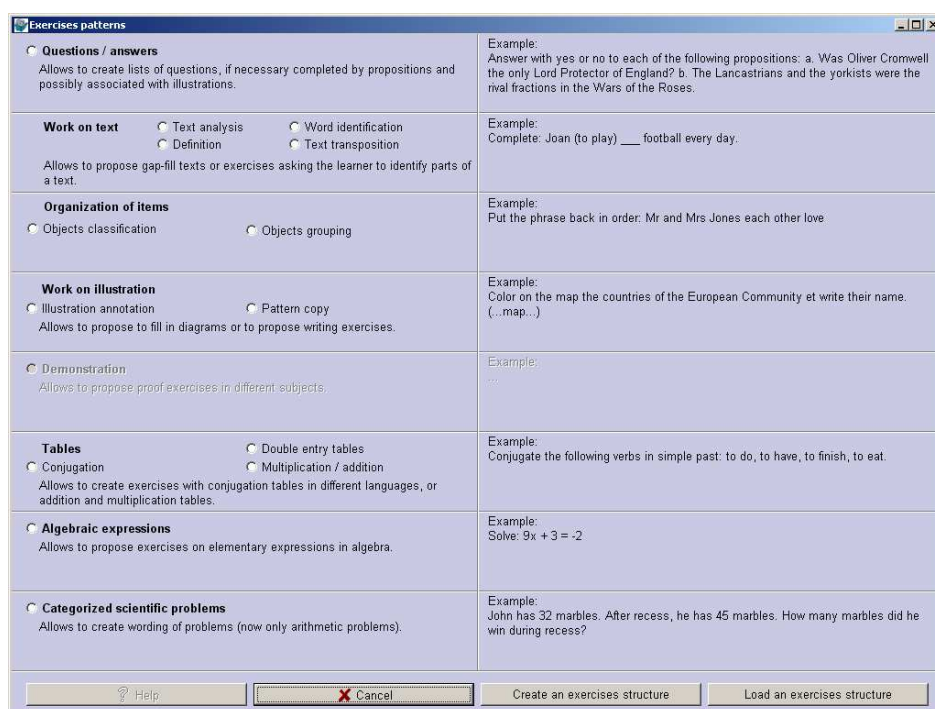 Exercises patterns
Questions / answers
Allows to create lists of questions, if necessary completed by propositions and
possibly associated with illustrations.
Example:
Answer with yes or no to each of the following propositions: a. Was Oliver Cromwell
the only Lord Protector of England? b. The Lancastrians and the yorkists were the
rival fractions in the Wars of the Roses.
Work on text
Text analysis
Word identification
Definition
Text transposition
Allows to propose gap-fill texts or exercises asking the learner to identify parts of
a text.
Example:
Complete: Joan (to play) ___ football every day.
Organization of items
Objects classification
Objects grouping
Example:
Put the phrase back in order: Mr and Mrs Jones each other love
Work on illustration
Illustration annotation
Pattern copy
Allows to propose to fill in diagrams or to propose writing exercises.
Example:
Color on the map the countries of the European Community et write their name.
(...map...)
Demonstration
Allows to propose proof exercises in different subjects.
Example:
...
Tables
Double entry tables
Conjugation
Multiplication / addition
Allows to create exercises with conjugation tables in different languages, or
addition and multiplication tables.
Example:
Conjugate the following verbs in simple past: to do, to have, to finish, to eat.
Algebraic expressions
Allows to propose exercises on elementary expressions in algebra.
Example:
Solve: 9x + 3 = -2
Categorized scientific problems
Allows to create wording of problems (now only arithmetic problems).
Example:
John has 32 marbles. After recess, he has 45 marbles. How many marbles did he
win during recess?
? Help
Cancel
Create an exercises structure
Load an exercises structure